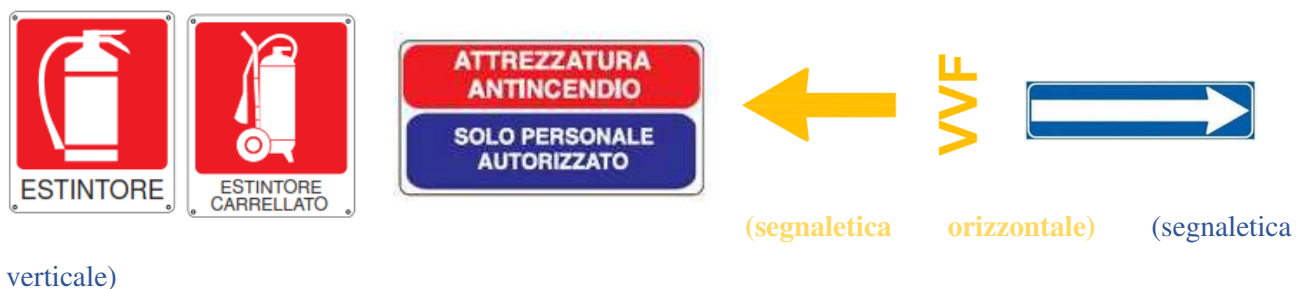 ESTINTORE
ESTINTORE
CARRELLATO
ATTREZZATURA
ANTINCENDIO
SOLO PERSONALE
AUTORIZZATO
VVF
(segnaletica orizzontale) (segnaletica
verticale)